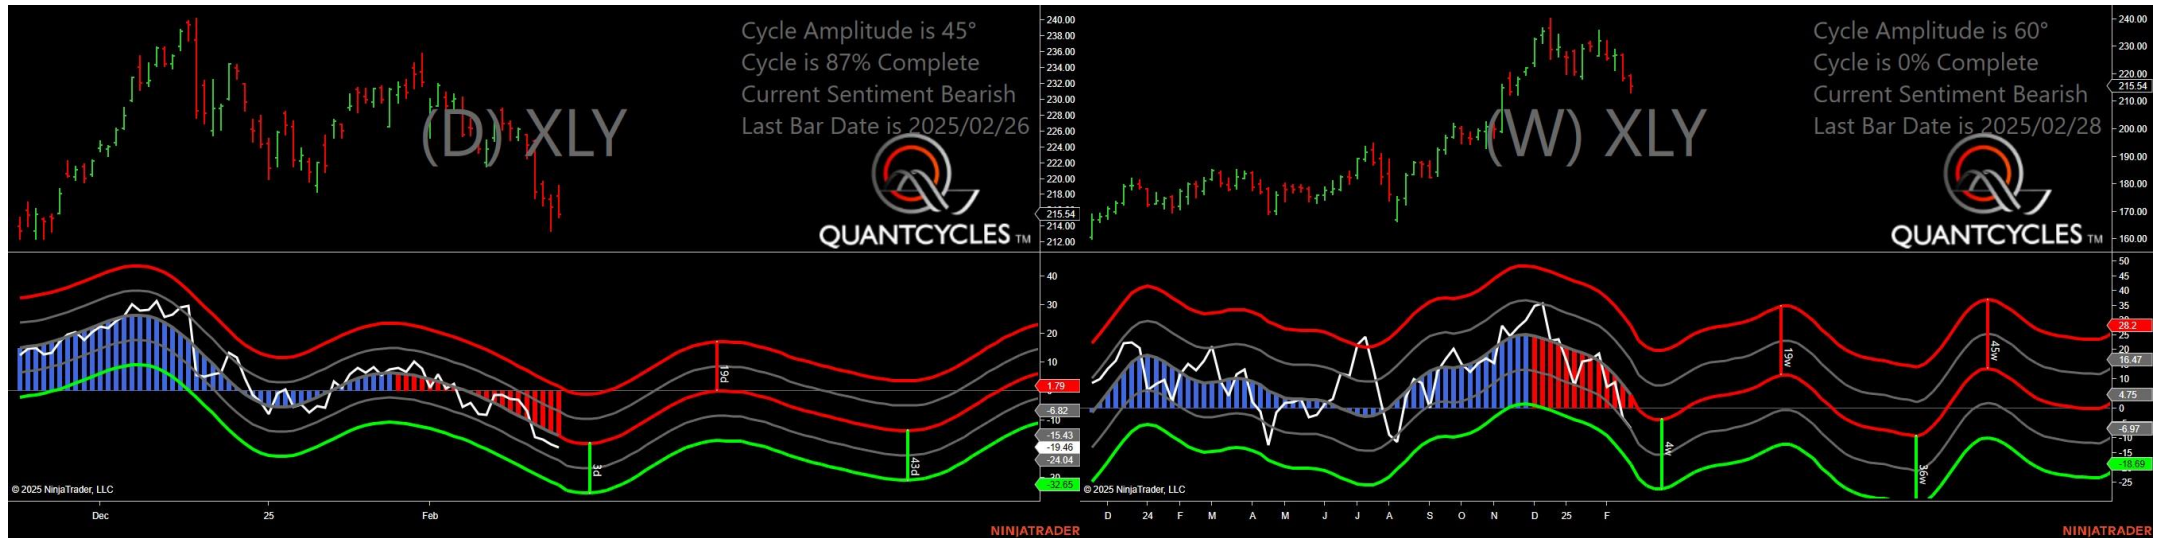 Cycle Amplitude is 45°
Cycle is 87% Complete
Current Sentiment Bearish
Last Bar Date is 2025/02/26
(D) XLY
QUANTCYCLES TM
240.00
238.00
236.00
234.00
232.00
230.00
228.00
226.00
224.00
222.00
220.00
218.00
215.54
214.00
212.00
40
30
20
10
1.79
-6.82
-10
-15.43
-19.46
-24.04
-32.65
19d
3d
43d
© 2025 NinjaTrader, LLC
Dec
25
Feb
NINJATRADER
Cycle Amplitude is 60°
Cycle is 0% Complete
Current Sentiment Bearish
Last Bar Date is 2025/02/28
(W) XLY
QUANTCYCLES TM
240.00
230.00
220.00
215.54
210.00
200.00
190.00
180.00
170.00
160.00
50
45
40
35
28.2
25
20
16.47
10
4.75
0
-6.97
-10
-15
-18.69
-25
19w
45w
4w
36w
© 2025 NinjaTrader, LLC
D 24 F M A M J J A S O N D 25 F
NINJATRADER